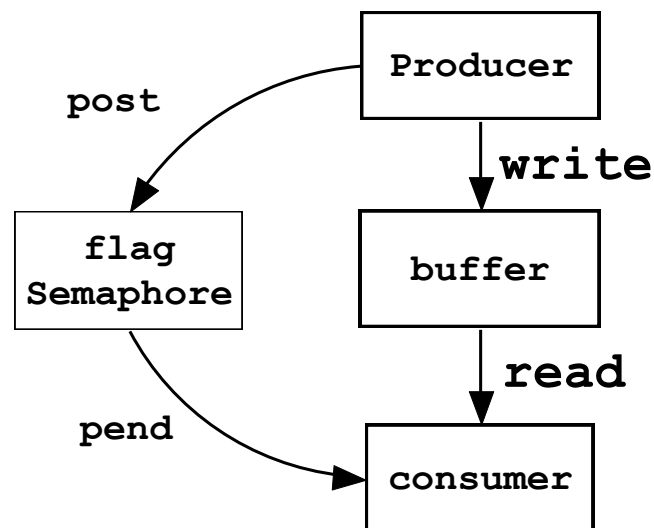 Producer
post
write
flag
Semaphore
buffer
read
pend
consumer